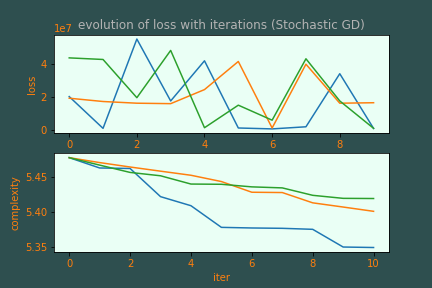 evolution of loss with iterations (Stochastic GD)
1e7
4
2
0
loss
0 2 4 6 8
5.45
5.40
5.35
complexity
0 2 4 6 8 10
iter